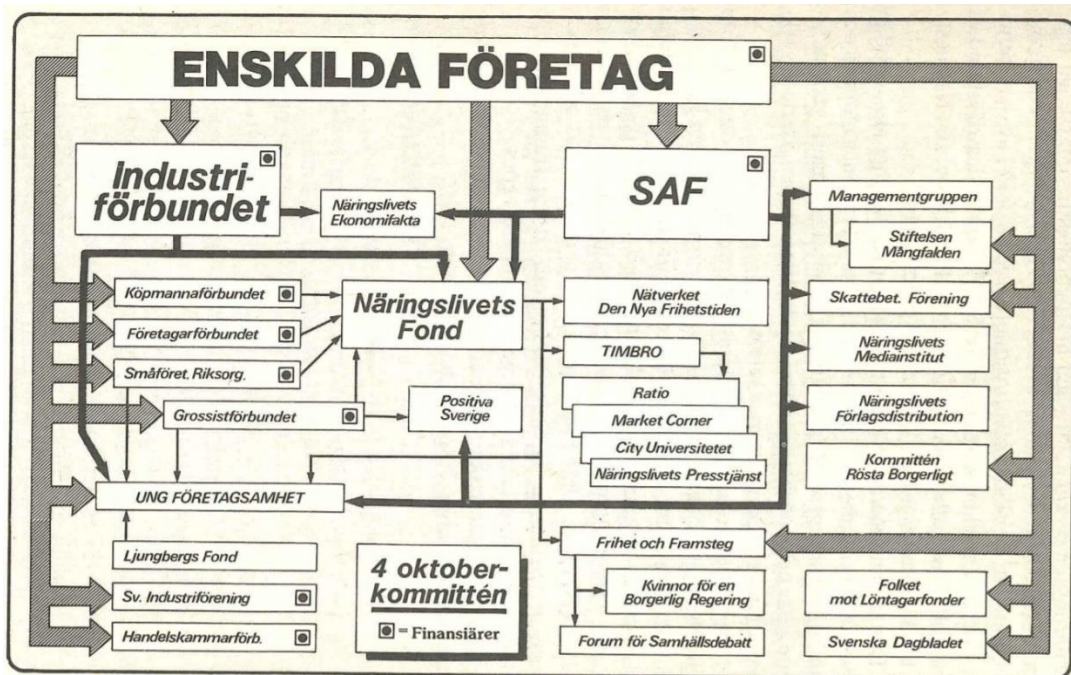 ENSKILDA FÖRETAG
Industri-
förbundet
Näringslivets
Ekonomifakta
SAF
Managementgruppen
Stiftelsen
Mångfalden
Köpmannaförbundet
Företagarförbundet
Småföret. Riksorg.
Grossistförbundet
Näringslivets
Fond
Positiva
Sverige
Nätverket
Den Nya Frihetstiden
TIMBRO
Ratio
Market Corner
City Universitetet
Näringslivets Presstjänst
Skattebet. Förening
Näringslivets
Mediainstitut
Näringslivets
Förlagsdistribution
Kommittén
Rösta Borgerligt
UNG FÖRETAGSAMHET
Ljungbergs Fond
Sv. Industriförening
Handelskammarförb.
4 oktober-
kommittén
= Finansiärer
Frihet och Framsteg
Kvinnor för en
Borgerlig Regering
Forum för Samhällsdebatt
Folket
mot Löntagarfonder
Svenska Dagbladet